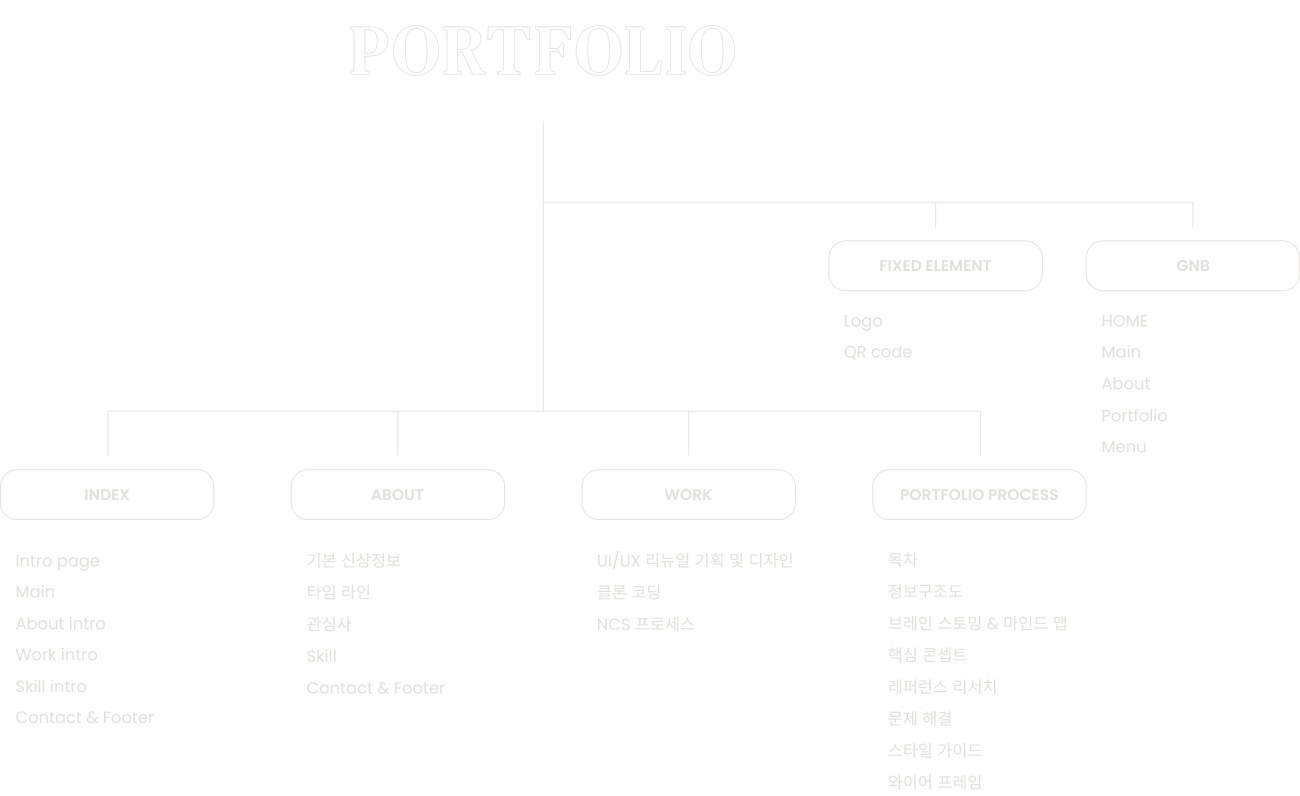 PORTFOLIO
FIXED ELEMENT
Logo
QR code
GNB
HOME
Main
About
Portfolio
Menu
INDEX
Intro page
Main
About intro
Work intro
Skill intro
Contact & Footer
ABOUT
기본 신상정보
타임 라인
관심사
Skill
Contact & Footer
WORK
UI/UX 리뉴얼 기획 및 디자인
클론 코딩
NCS 프로세스
PORTFOLIO PROCESS
목차
정보구조도
브레인 스토밍 & 마인드 맵
핵심 콘셉트
레퍼런스 리서치
문제 해결
스타일 가이드
와이어 프레임